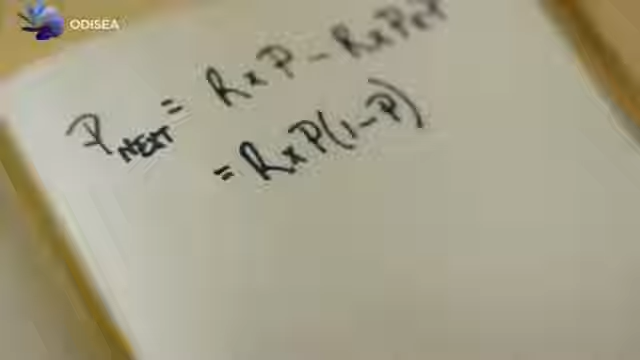 ODISEA
P NEXT = R x P - R x P x P
= R x P(1-P)